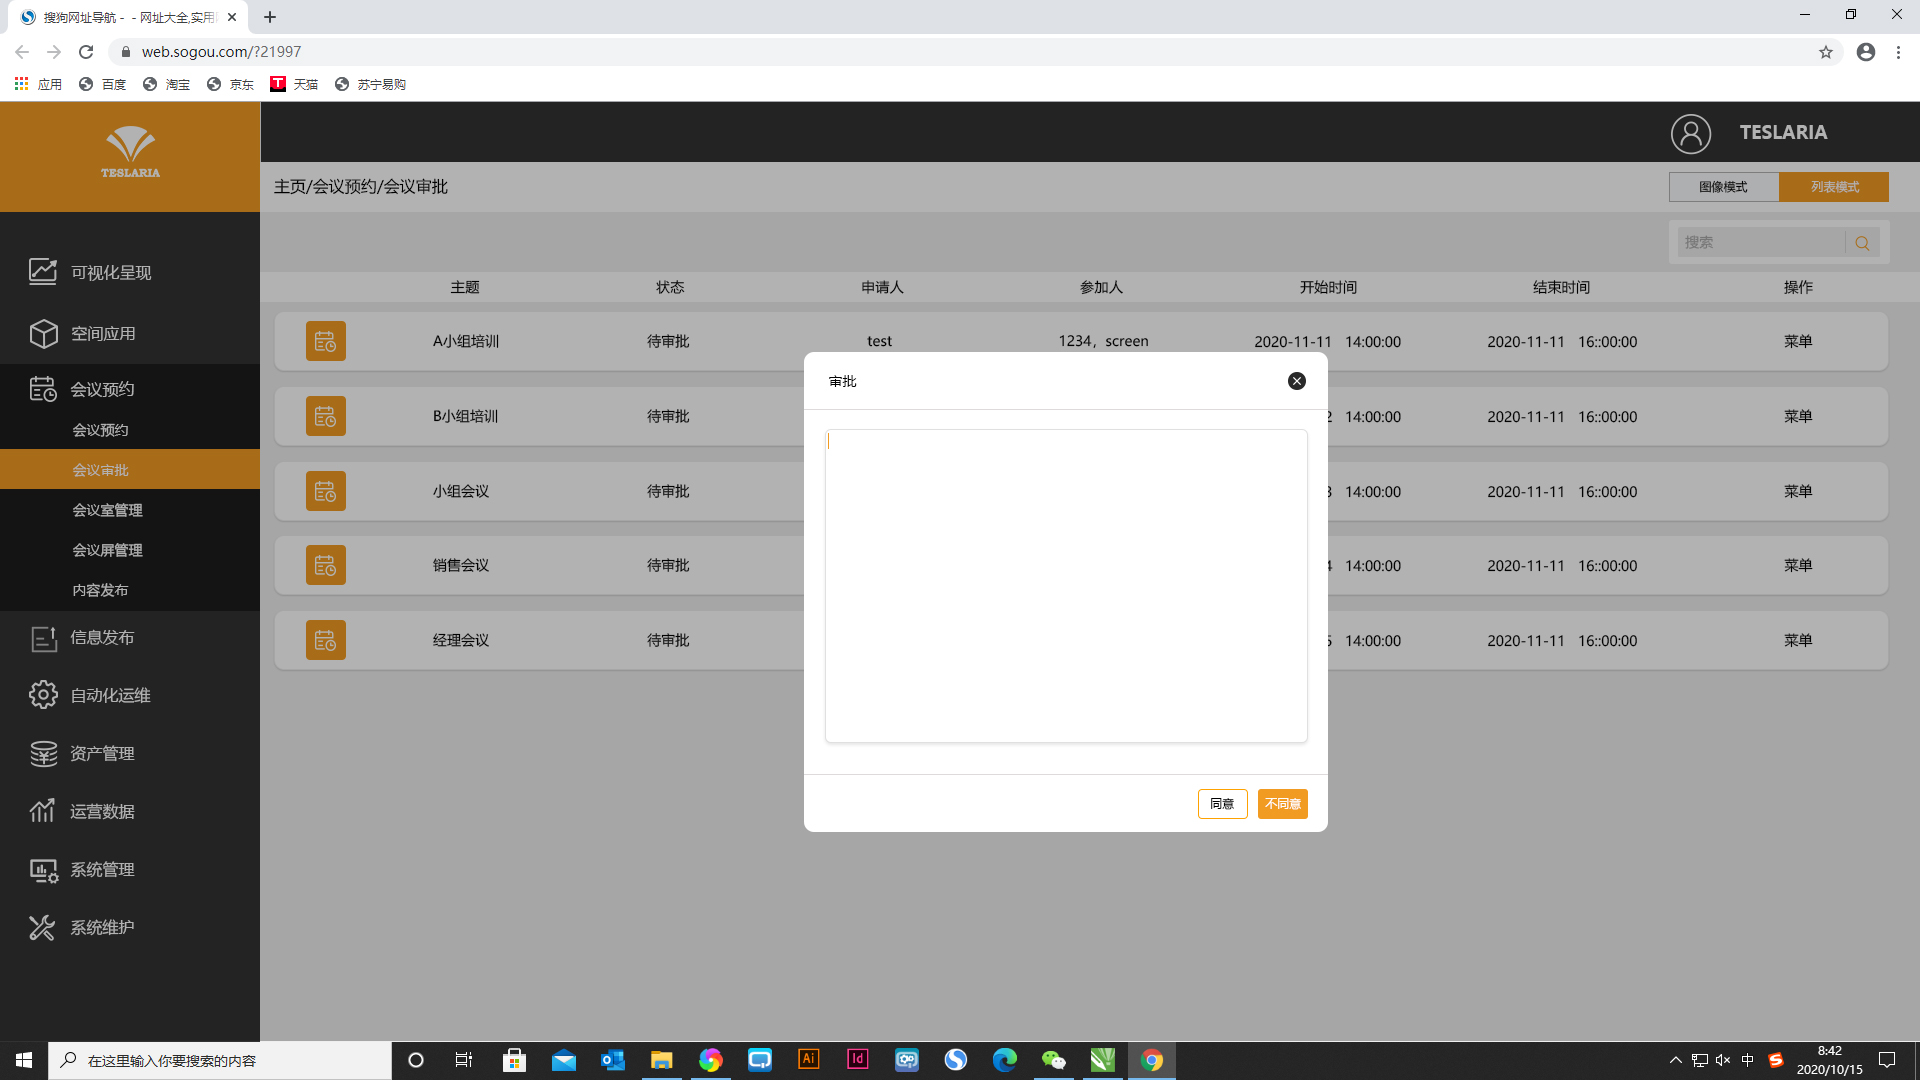 搜狗网址导航 - - 网址大全,实用
web.sogou.com/?21997
应用 百度 淘宝 京东 天猫 苏宁易购
TESLARIA
TESLARIA
主页/会议预约/会议审批
图像模式 列表模式
搜索
可视化呈现
空间应用
会议预约
会议预约
会议审批
会议室管理
会议屏管理
内容发布
信息发布
自动化运维
资产管理
运营数据
系统管理
系统维护
主题 状态 申请人 参加人 开始时间 结束时间 操作
A小组培训 待审批 test 1234，screen 2020-11-11 14:00:00 2020-11-11 16::00:00 菜单
B小组培训 待审批 2 14:00:00 2020-11-11 16::00:00 菜单
小组会议 待审批 3 14:00:00 2020-11-11 16::00:00 菜单
销售会议 待审批 4 14:00:00 2020-11-11 16::00:00 菜单
经理会议 待审批 5 14:00:00 2020-11-11 16::00:00 菜单
审批
同意 不同意
在这里输入你要搜索的内容
Ai
Id
中
8:42
2020/10/15